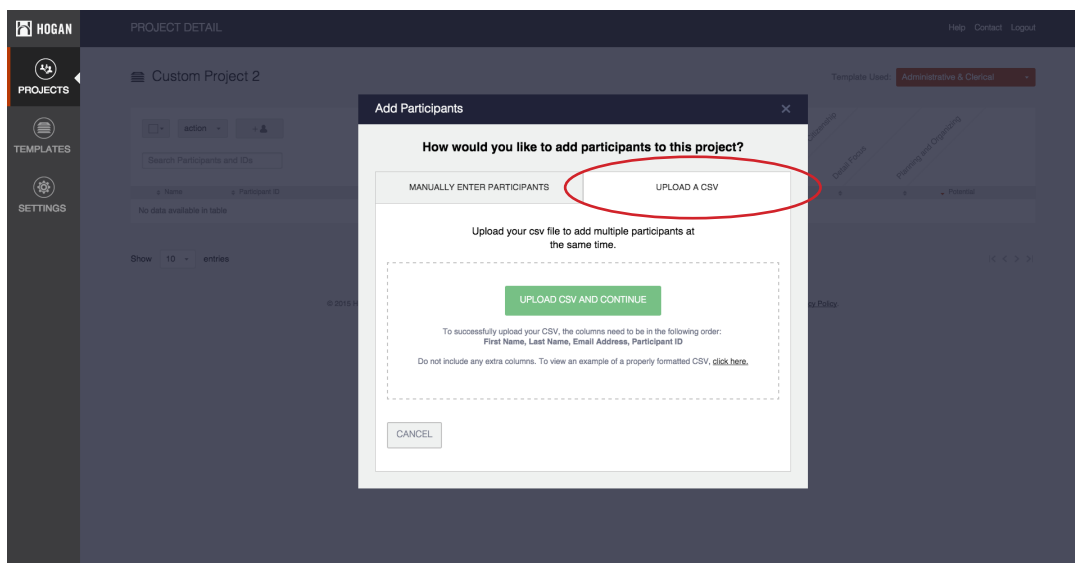 HOGAN
PROJECT DETAIL
Help Contact Logout
PROJECTS
TEMPLATES
SETTINGS
Custom Project 2
Template Used: Administrative & Clerical
action
Search Participants and IDs
Name Participant ID
No data available in table
Show 10 entries
Citizenship
Detail Focus
Planning and Organizing
Potential
Add Participants
How would you like to add participants to this project?
MANUALLY ENTER PARTICIPANTS
UPLOAD A CSV
Upload your csv file to add multiple participants at
the same time.
UPLOAD CSV AND CONTINUE
To successfully upload your CSV, the columns need to be in the following order:
First Name, Last Name, Email Address, Participant ID
Do not include any extra columns. To view an example of a properly formatted CSV, click here.
CANCEL
© 2015 H
Policy.